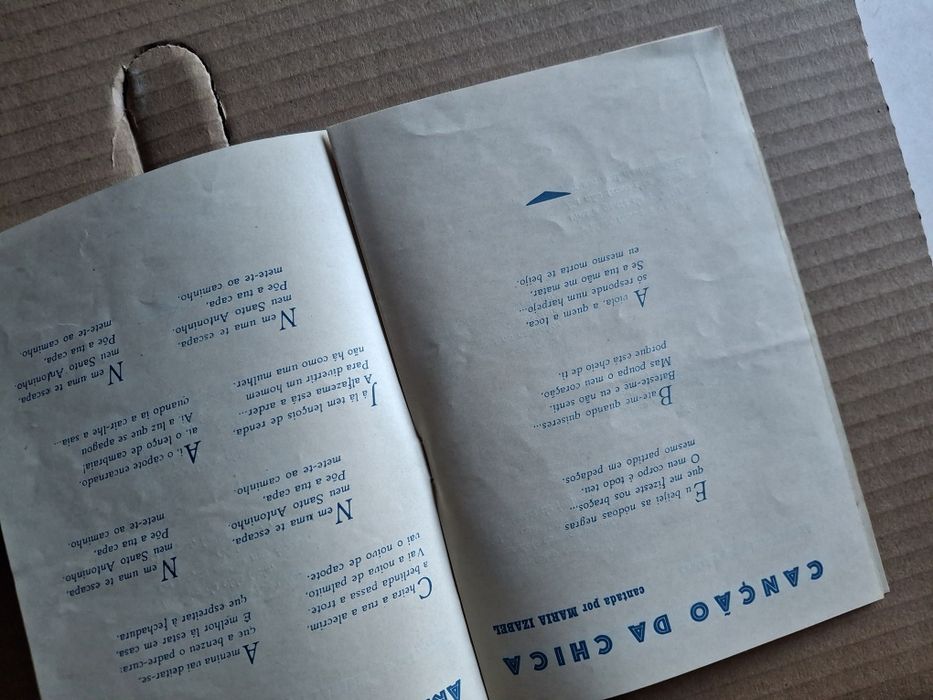 CANÇÃO DA CHICA
cantada por MARIA IZABEL
Eu beijei as nódoas negras
que me fizeste nos braços...
O meu corpo é todo teu,
mesmo partido em pedaços.
Bate-me quando quiseres...
Bateste-me e eu não senti.
Mas poupa o meu coração,
porque está cheio de ti.
A viola, a quem a toca,
só responde num harpejo...
Se a tua mão me matar,
eu mesmo morta te beijo.
Cheira a rua a alecrim,
a berlinda passa a trote.
Vai a noiva de palmito,
vai o noivo de capote.
Nem uma te escapa,
meu Santo Antoninho.
Põe a tua capa,
mete-te ao caminho.
Já lá tem lençois de renda.
A alfazema está a arder...
Para divertir um homem
não há como uma mulher.
Nem uma te escapa,
meu Santo Antoninho.
Põe a tua capa,
mete-te ao caminho.
A menina vai deitar-se,
a que a benzeu o padre-cura:
É melhor lá estar em casa,
que espreitar à fechadura.
Nem uma te escapa,
meu Santo Antoninho.
Põe a tua capa,
mete-te ao caminho.
Ai, o capote encarnado,
ai, o lenço de cambraia!
Ai a luz que se apagou
quando ia a cair-lhe a saia...
Nem uma te escapa,
meu Santo Antoninho.
Põe a tua capa,
mete-te ao caminho.